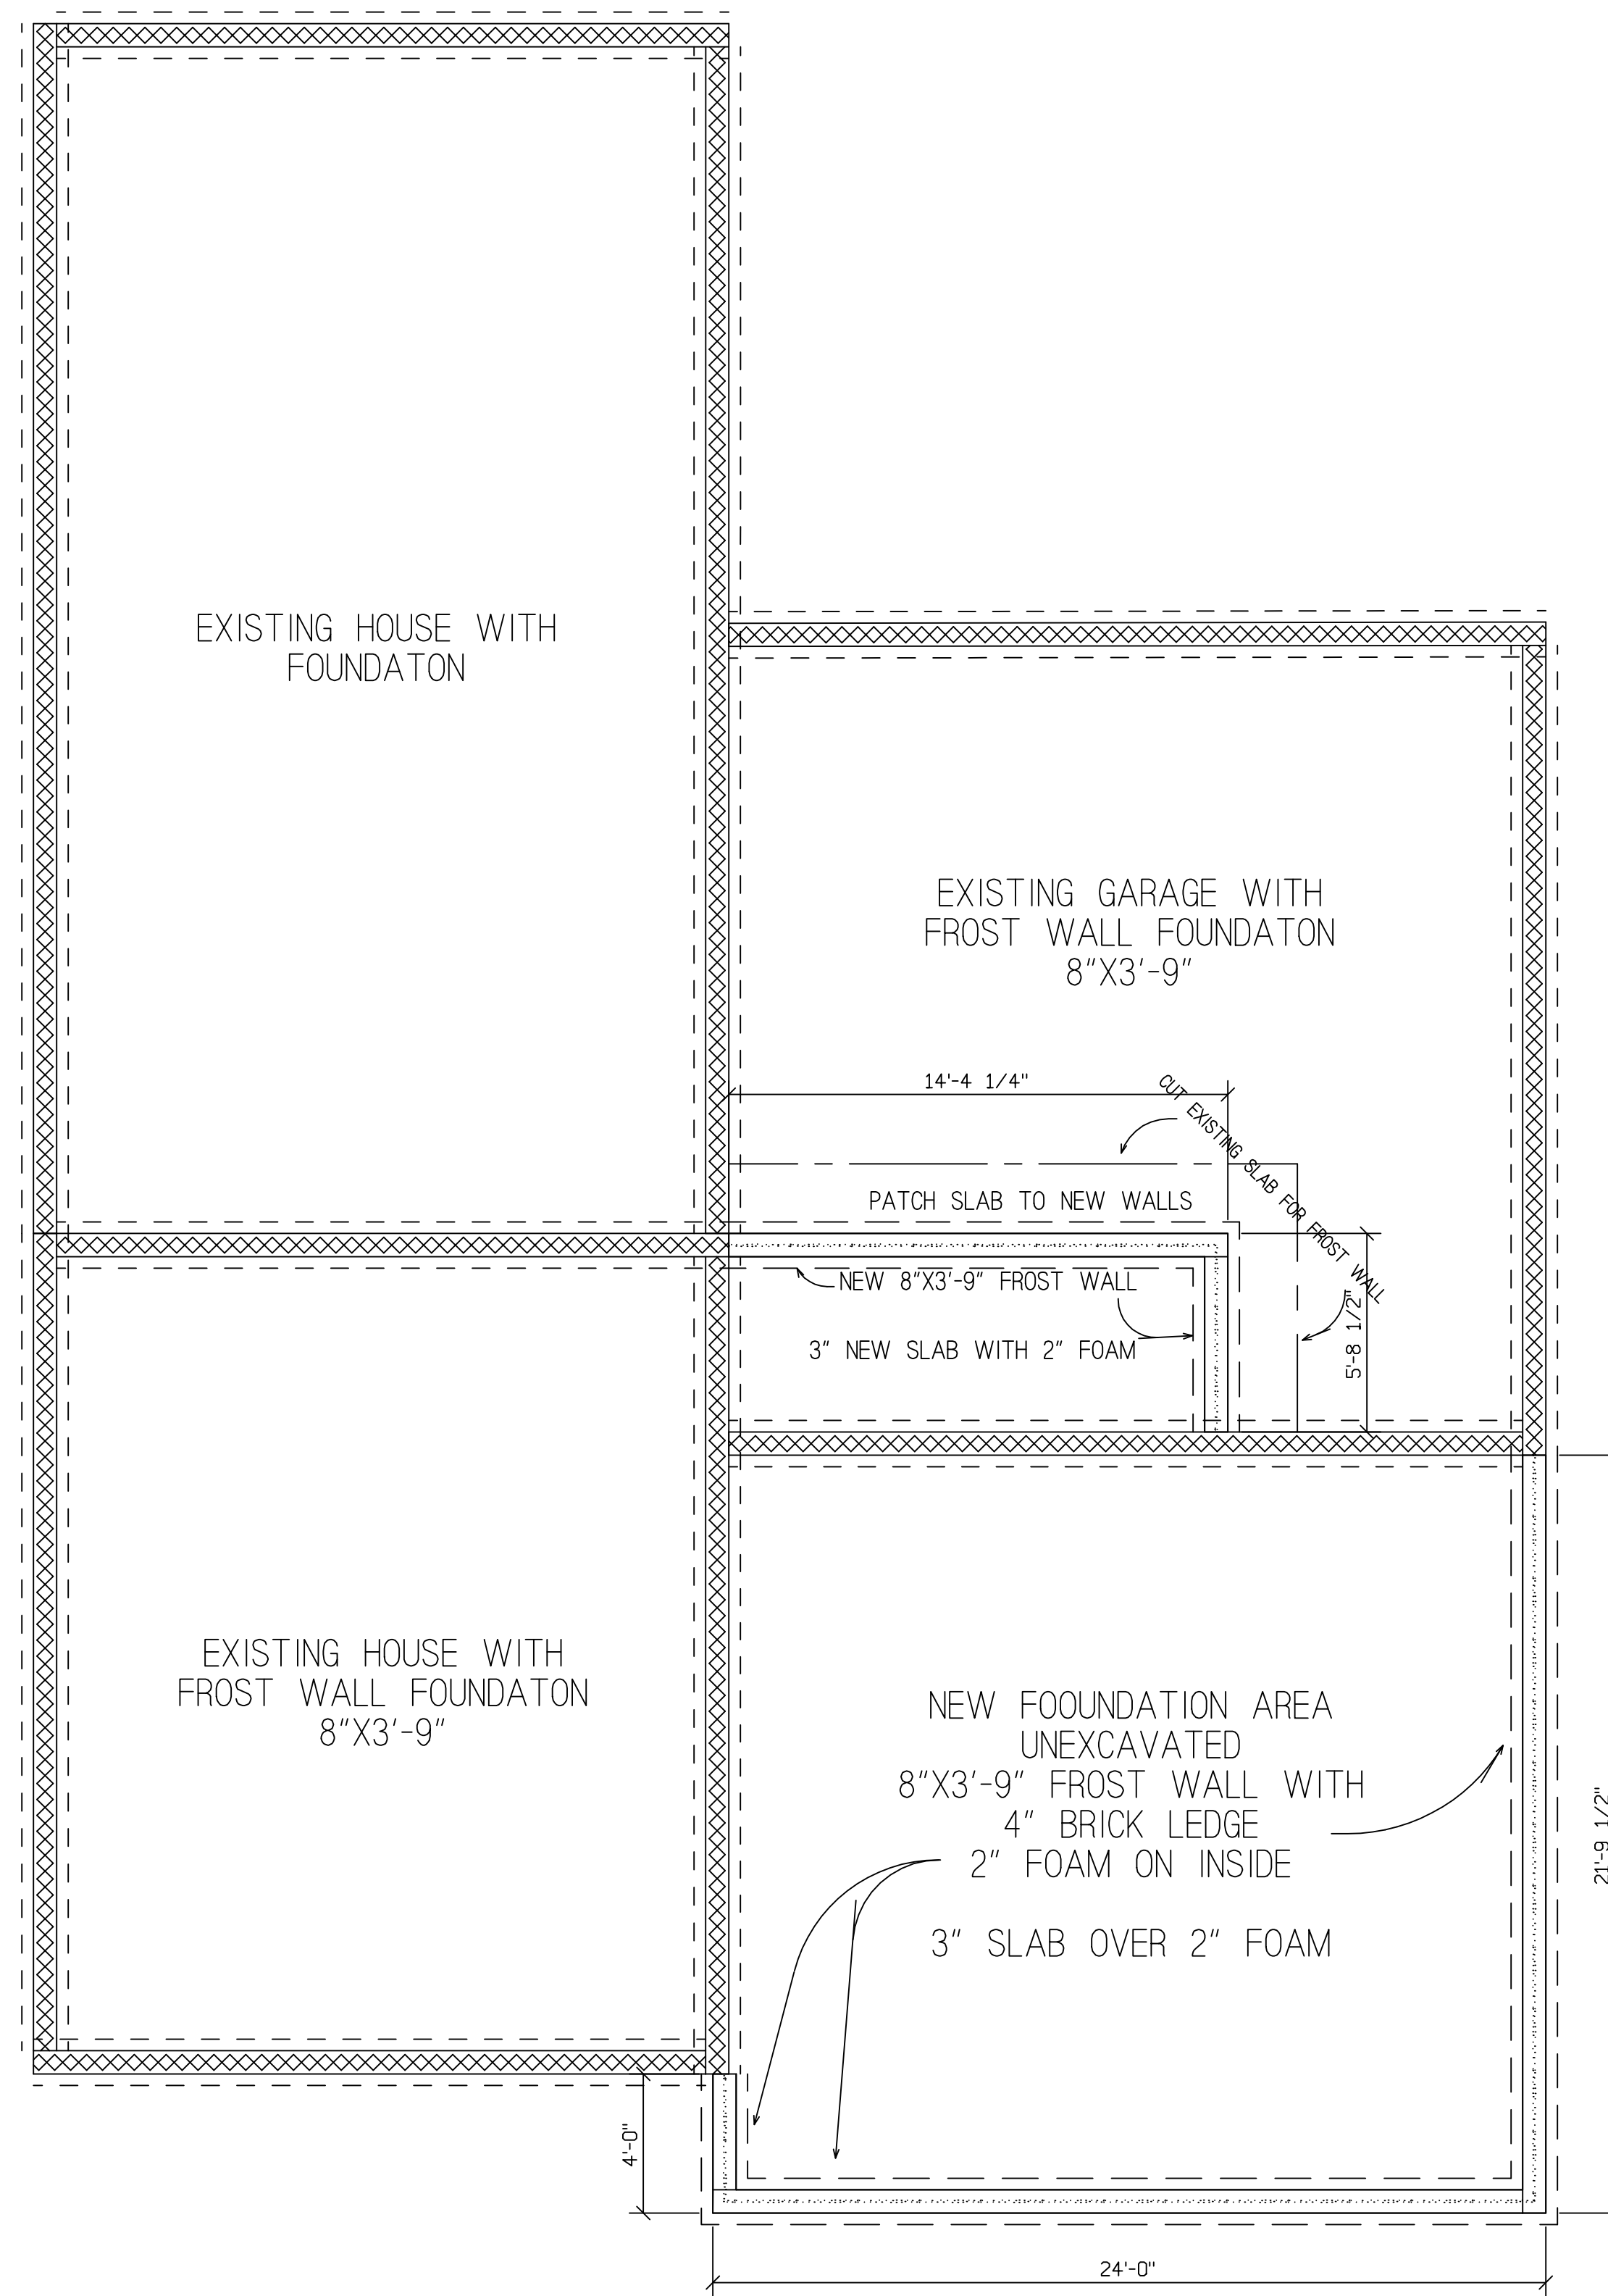 EXISTING HOUSE WITH
FOUNDATON
EXISTING GARAGE WITH
FROST WALL FOUNDATON
8"X3'-9"
14'-4 1/4"
CUT EXISTING SLAB FOR FROST WALL
PATCH SLAB TO NEW WALLS
NEW 8"X3'-9" FROST WALL
3" NEW SLAB WITH 2" FOAM
5'-8 1/2"
EXISTING HOUSE WITH
FROST WALL FOUNDATON
8"X3'-9"
NEW FOOUNDATION AREA
UNEXCAVATED
8"X3'-9" FROST WALL WITH
4" BRICK LEDGE
2" FOAM ON INSIDE
3" SLAB OVER 2" FOAM
21'-9 1/2"
4'-0"
24'-0"